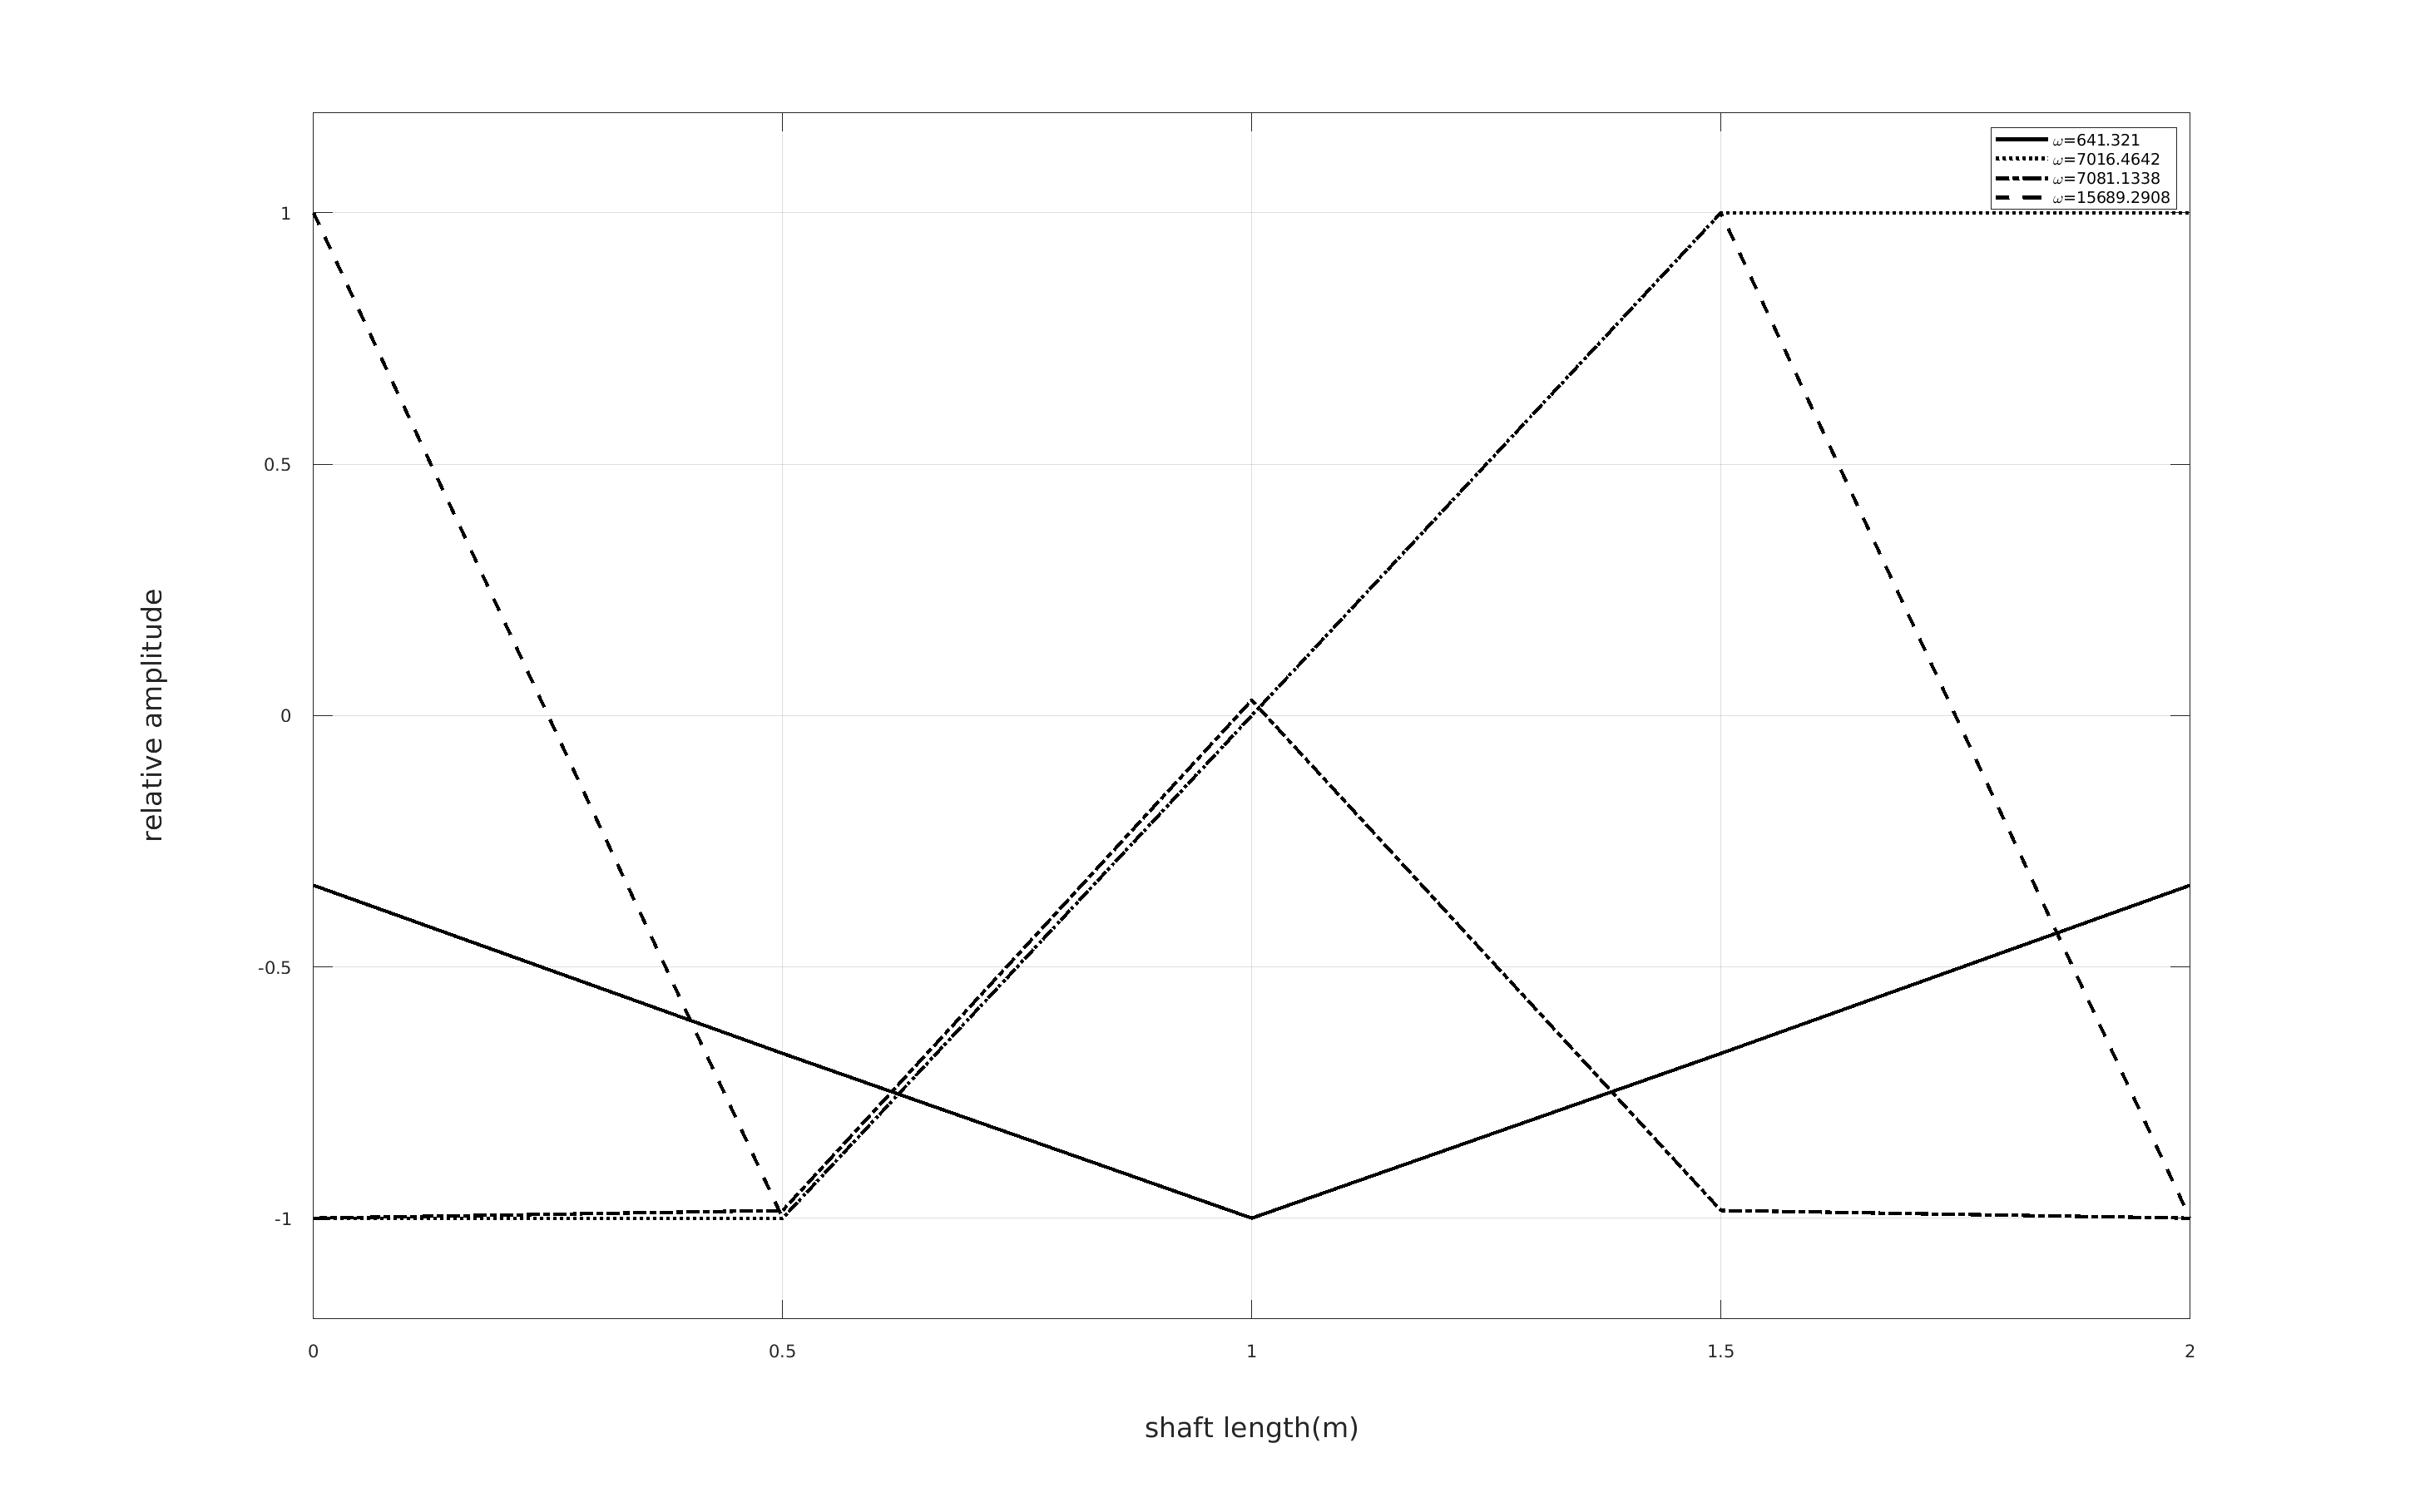 ω=641.321
ω=7016.4642
ω=7081.1338
ω=15689.2908
1
0.5
0
-0.5
-1
relative amplitude
0 0.5 1 1.5 2
shaft length(m)